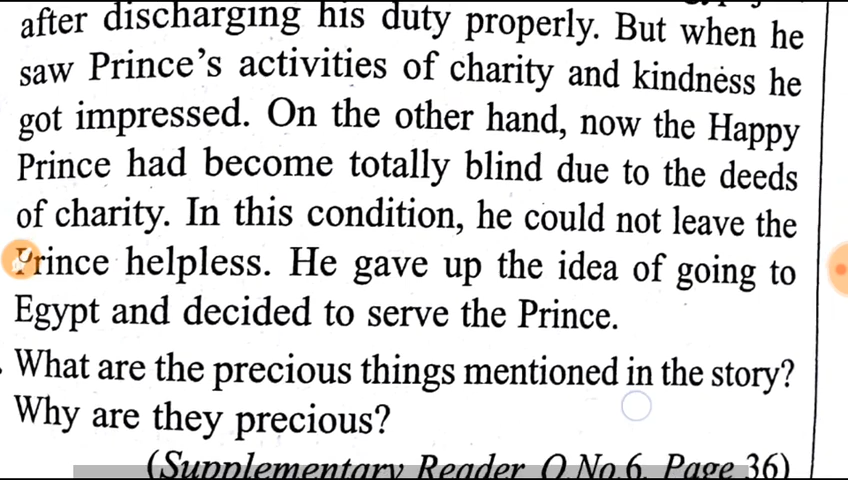 after discharging his duty properly. But when he
saw Prince's activities of charity and kindness he
got impressed. On the other hand, now the Happy
Prince had become totally blind due to the deeds
of charity. In this condition, he could not leave the
Prince helpless. He gave up the idea of going to
Egypt and decided to serve the Prince.
What are the precious things mentioned in the story?
Why are they precious?
(Supplementary Reader Q.No.6, Page 36)